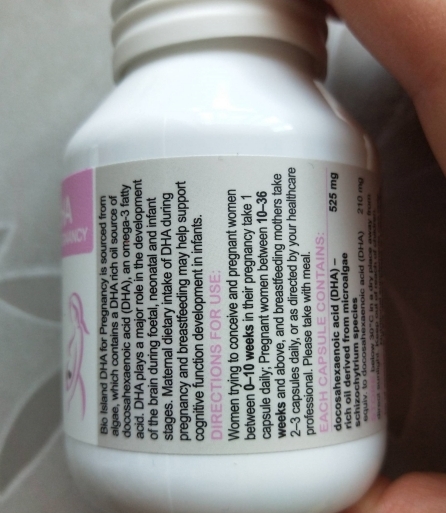 Bio Island DHA for Pregnancy is sourced from
algae, which contains a DHA rich oil source of
docosahexaenoic acid (DHA), an omega-3 fatty
acid. DHA plays a major role in the development
of the brain during foetal, neonatal and infant
stages. Maternal dietary intake of DHA during
pregnancy and breastfeeding may help support
cognitive function development in infants.
DIRECTIONS FOR USE:
Women trying to conceive and pregnant women
between 0–10 weeks in their pregnancy take 1
capsule daily; Pregnant women between 10–36
weeks and above, and breastfeeding mothers take
2–3 capsules daily, or as directed by your healthcare
professional. Please take with meal.
EACH CAPSULE CONTAINS:
docosahexaenoic acid (DHA) – 525 mg
rich oil derived from microalgae
schizochytrium species
equiv. to docosahexaenoic acid (DHA) 210 mg